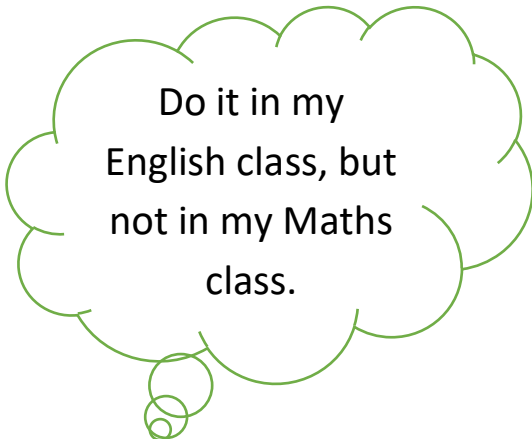 Do it in my
English class, but
not in my Maths
class.